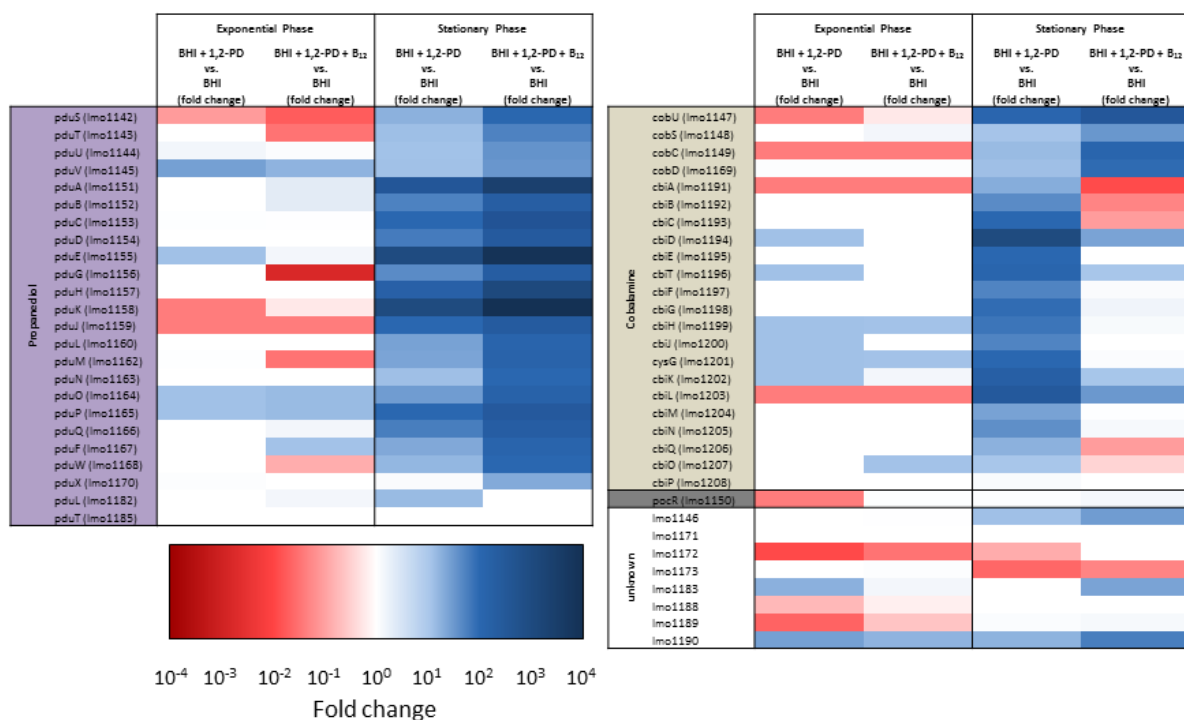 Exponential Phase
Stationary Phase
BHI + 1,2-PD
vs.
BHI
(fold change)
BHI + 1,2-PD + B12
vs.
BHI
(fold change)
BHI + 1,2-PD
vs.
BHI
(fold change)
BHI + 1,2-PD + B12
vs.
BHI
(fold change)
Propanediol
pduS (lmo1142)
pduT (lmo1143)
pduU (lmo1144)
pduV (lmo1145)
pduA (lmo1151)
pduB (lmo1152)
pduC (lmo1153)
pduD (lmo1154)
pduE (lmo1155)
pduG (lmo1156)
pduH (lmo1157)
pduK (lmo1158)
pduJ (lmo1159)
pduL (lmo1160)
pduM (lmo1162)
pduN (lmo1163)
pduO (lmo1164)
pduP (lmo1165)
pduQ (lmo1166)
pduF (lmo1167)
pduW (lmo1168)
pduX (lmo1170)
pduL (lmo1182)
pduT (lmo1185)
10-4 10-3 10-2 10-1 100 101 102 103 104
Fold change
Exponential Phase
Stationary Phase
BHI + 1,2-PD
vs.
BHI
(fold change)
BHI + 1,2-PD + B12
vs.
BHI
(fold change)
BHI + 1,2-PD
vs.
BHI
(fold change)
BHI + 1,2-PD + B12
vs.
BHI
(fold change)
Cobalamine
cobU (lmo1147)
cobS (lmo1148)
cobC (lmo1149)
cobD (lmo1169)
cbiA (lmo1191)
cbiB (lmo1192)
cbiC (lmo1193)
cbiD (lmo1194)
cbiE (lmo1195)
cbiT (lmo1196)
cbiF (lmo1197)
cbiG (lmo1198)
cbiH (lmo1199)
cbiJ (lmo1200)
cysG (lmo1201)
cbiK (lmo1202)
cbiL (lmo1203)
cbiM (lmo1204)
cbiN (lmo1205)
cbiQ (lmo1206)
cbiO (lmo1207)
cbiP (lmo1208)
pocR (lmo1150)
unknown
lmo1146
lmo1171
lmo1172
lmo1173
lmo1183
lmo1188
lmo1189
lmo1190